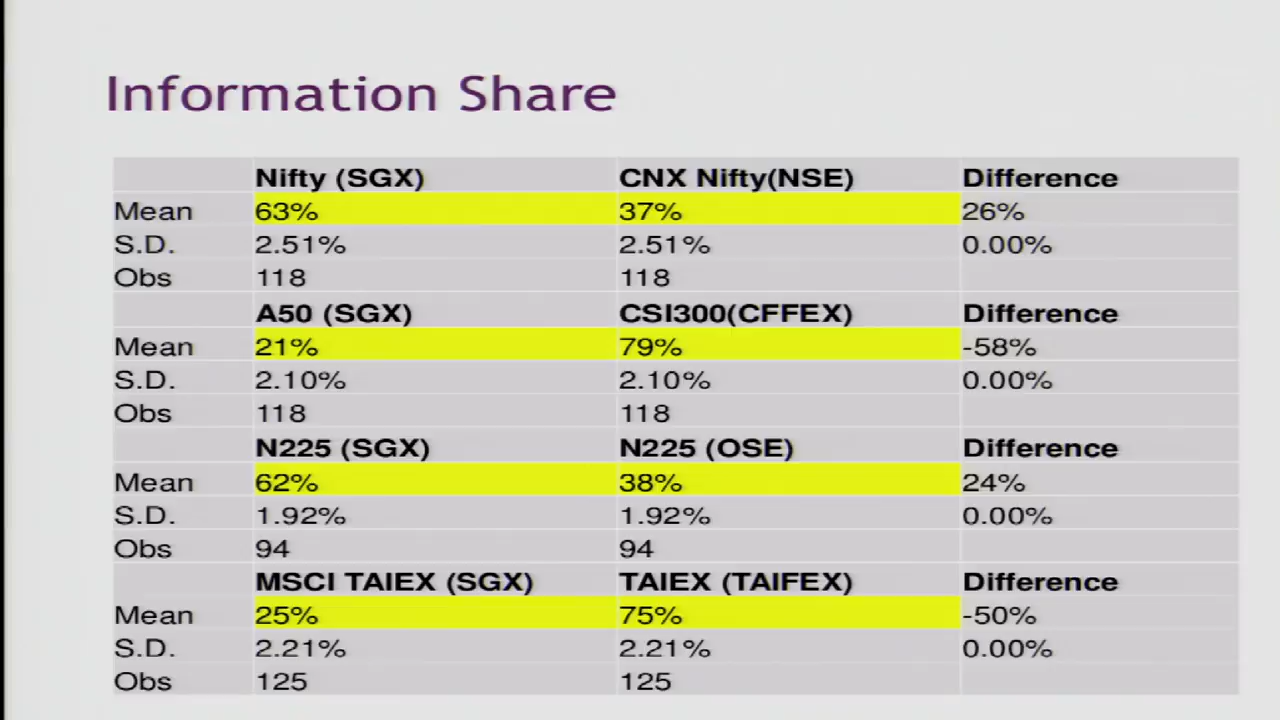 Information Share
Nifty (SGX) CNX Nifty(NSE) Difference
Mean 63% 37% 26%
S.D. 2.51% 2.51% 0.00%
Obs 118 118
A50 (SGX) CSI300(CFFEX) Difference
Mean 21% 79% -58%
S.D. 2.10% 2.10% 0.00%
Obs 118 118
N225 (SGX) N225 (OSE) Difference
Mean 62% 38% 24%
S.D. 1.92% 1.92% 0.00%
Obs 94 94
MSCI TAIEX (SGX) TAIEX (TAIFEX) Difference
Mean 25% 75% -50%
S.D. 2.21% 2.21% 0.00%
Obs 125 125